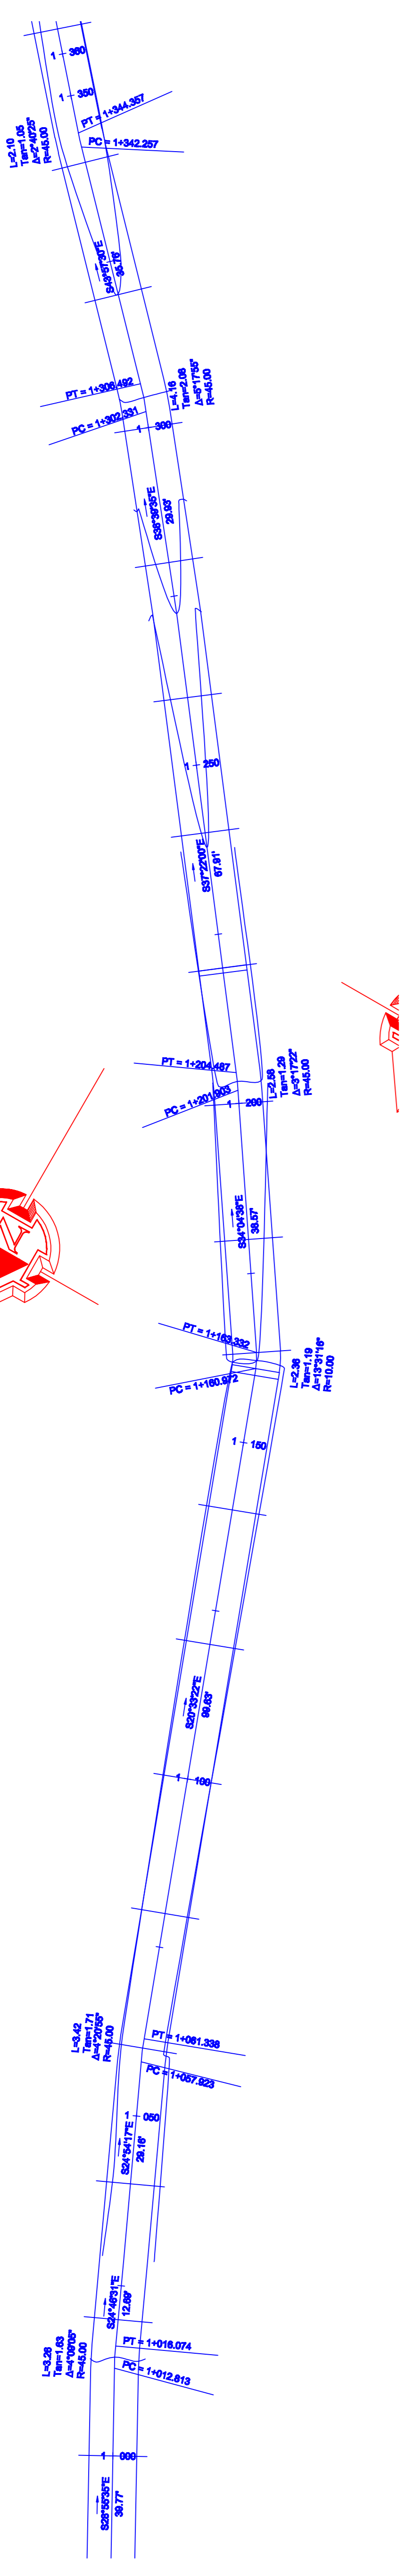 1 360
1 350
PT = 1+344.357
PC = 1+342.257
L=2.10
Tan=1.05
Δ=2°40'25"
R=45.00
S43°57'30"E
35.76'
PT = 1+306.492
PC = 1+302.331
L=4.16
Tan=2.08
Δ=5°17'55"
R=45.00
1 300
S38°39'35"E
29.93'
1 250
S37°22'00"E
67.91'
PT = 1+204.487
PC = 1+201.903
L=2.58
Tan=1.29
Δ=3°17'22"
R=45.00
1 200
S34°04'38"E
38.57'
PT = 1+163.332
PC = 1+160.972
L=2.36
Tan=1.19
Δ=13°31'16"
R=10.00
1 150
S20°33'22"E
99.63'
1 100
L=3.42
Tan=1.71
Δ=4°20'55"
R=45.00
PT = 1+061.338
PC = 1+057.923
1 050
S24°54'17"E
29.16'
S24°46'31"E
12.69'
L=3.26
Tan=1.63
Δ=4°09'05"
R=45.00
PT = 1+016.074
PC = 1+012.813
1 000
S28°55'35"E
39.77'